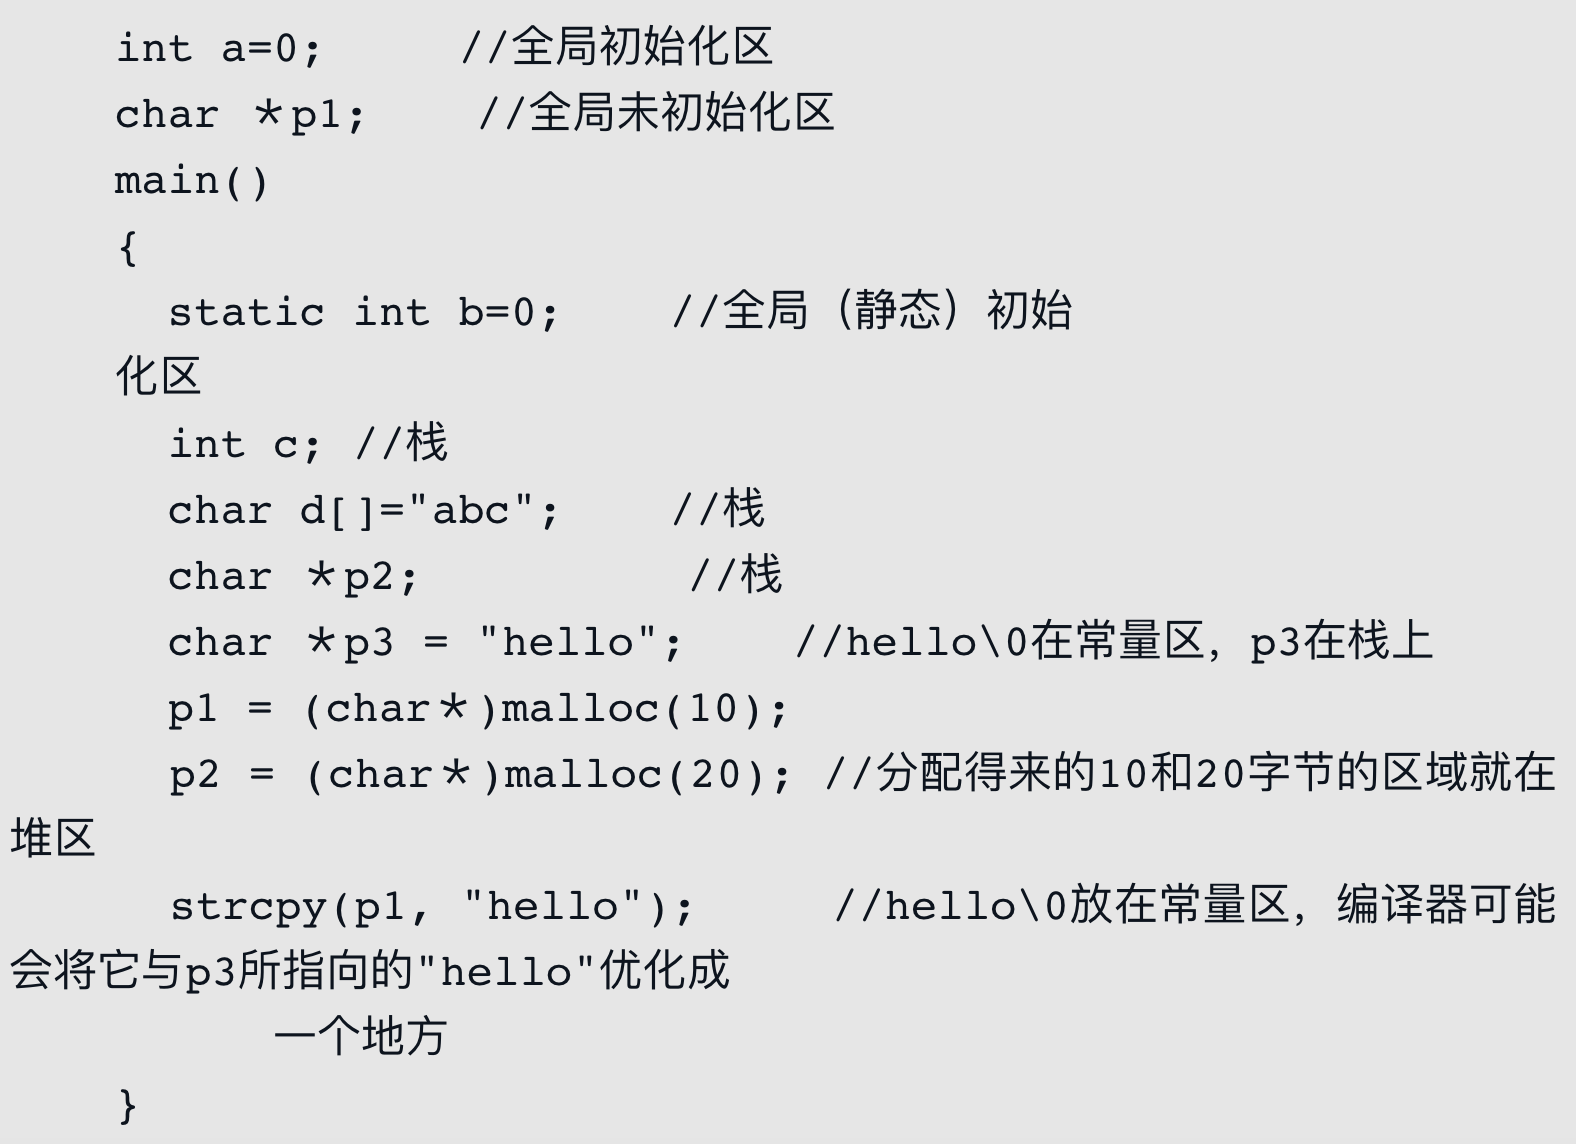 int a=0;      //全局初始化区
char *p1;      //全局未初始化区
main()
{
  static int b=0;      //全局（静态）初始
化区
  int c; //栈
  char d[]="abc";      //栈
  char *p2;               //栈
  char *p3 = "hello";      //hello\0在常量区，p3在栈上
  p1 = (char*)malloc(10);
  p2 = (char*)malloc(20); //分配得来的10和20字节的区域就在
堆区
  strcpy(p1, "hello");        //hello\0放在常量区，编译器可能
会将它与p3所指向的"hello"优化成
一个地方
}